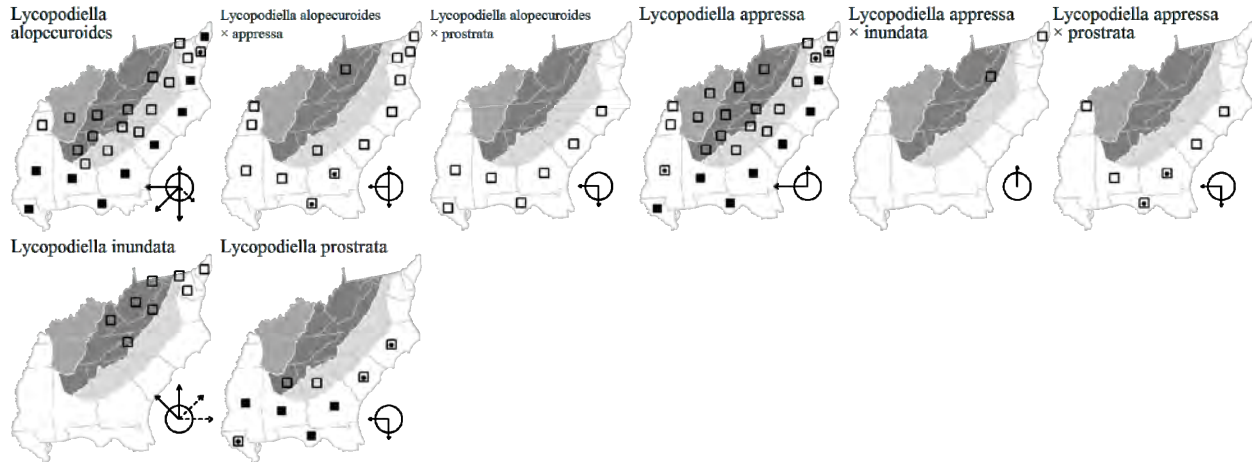 Lycopodiella
alopecuroides
Lycopodiella alopecuroides
× appressa
Lycopodiella alopecuroides
× prostrata
Lycopodiella appressa
Lycopodiella appressa
× inundata
Lycopodiella appressa
× prostrata
Lycopodiella inundata
Lycopodiella prostrata